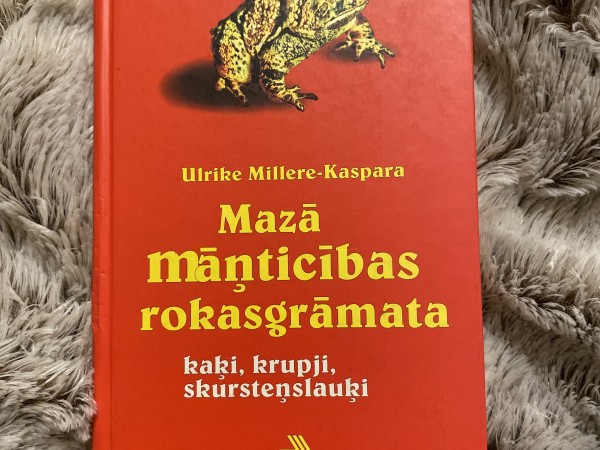 Ulrike Millere-Kaspara
Mazā
māņticības
rokasgrāmata
kaķi, krupji,
skursteņslauķi